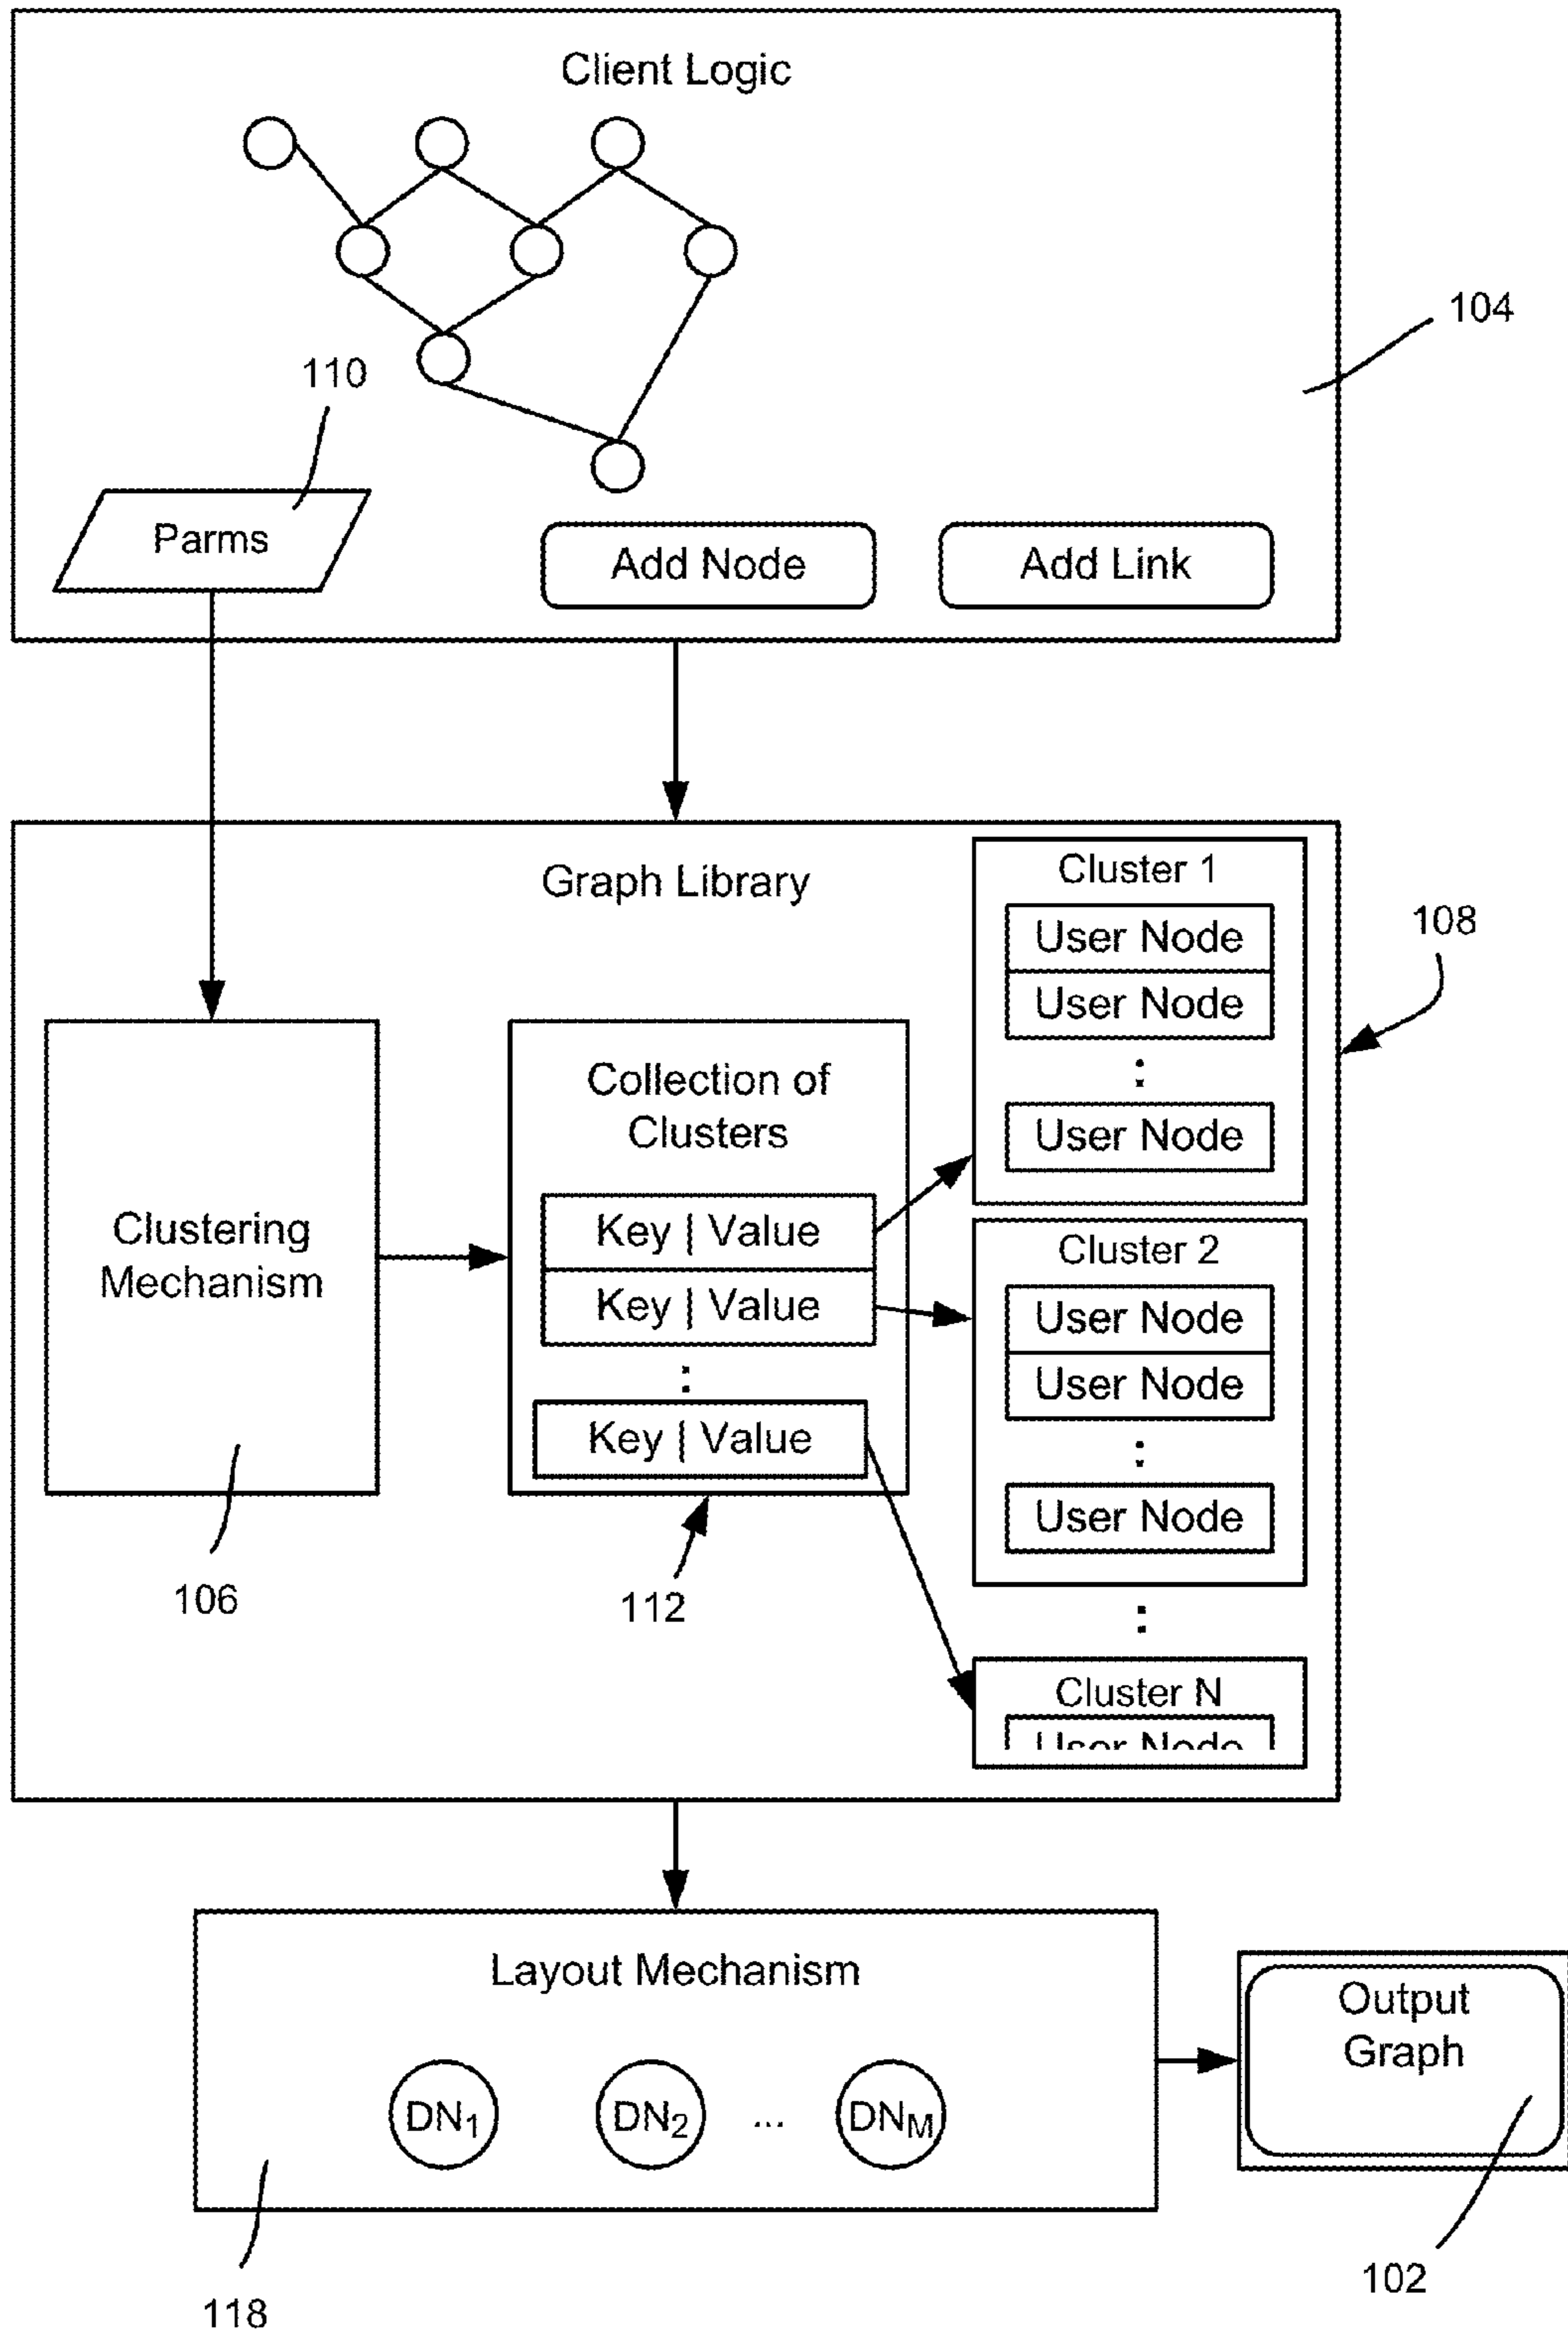 Client Logic
104
110
Parms
Add Node
Add Link
Graph Library
Cluster 1
User Node
User Node
:
User Node
108
Collection of
Clusters
Key | Value
Key | Value
:
Key | Value
Clustering
Mechanism
Cluster 2
User Node
User Node
:
User Node
106
112
:
Cluster N
User Node
Layout Mechanism
DN1
DN2
...
DNM
Output
Graph
118
102